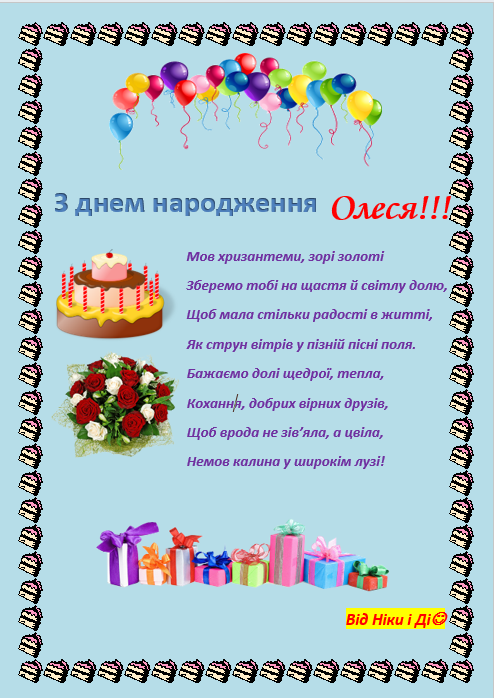 З днем народження Олеся!!!
Мов хризантеми, зорі золоті
Зберемо тобі на щастя й світлу долю,
Щоб мала стільки радості в житті,
Як струн вітрів у пізній пісні поля.
Бажаємо долі щедрої, тепла,
Кохання, добрих вірних друзів,
Щоб врода не зів’яла, а цвіла,
Немов калина у широкім лузі!
Від Ніки і Ді😊